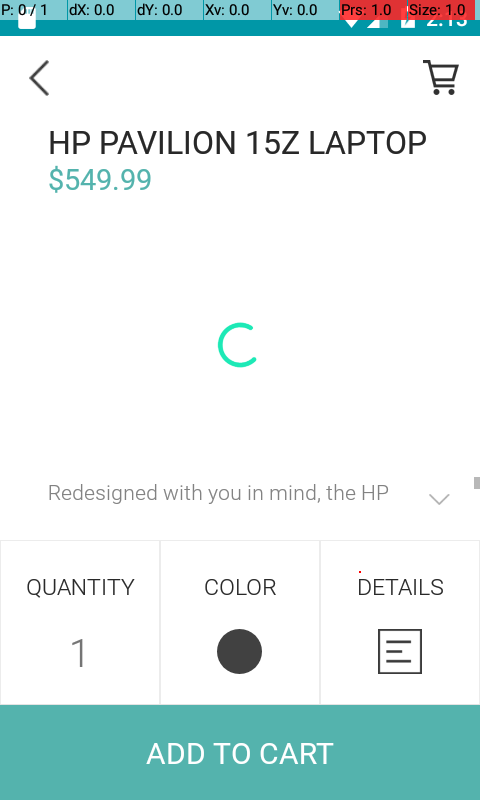 P: 0 / 1 dX: 0.0 dY: 0.0 Xv: 0.0 Yv: 0.0 Prs: 1.0 Size: 1.0
HP PAVILION 15Z LAPTOP
$549.99
Redesigned with you in mind, the HP
QUANTITY COLOR DETAILS
1
ADD TO CART